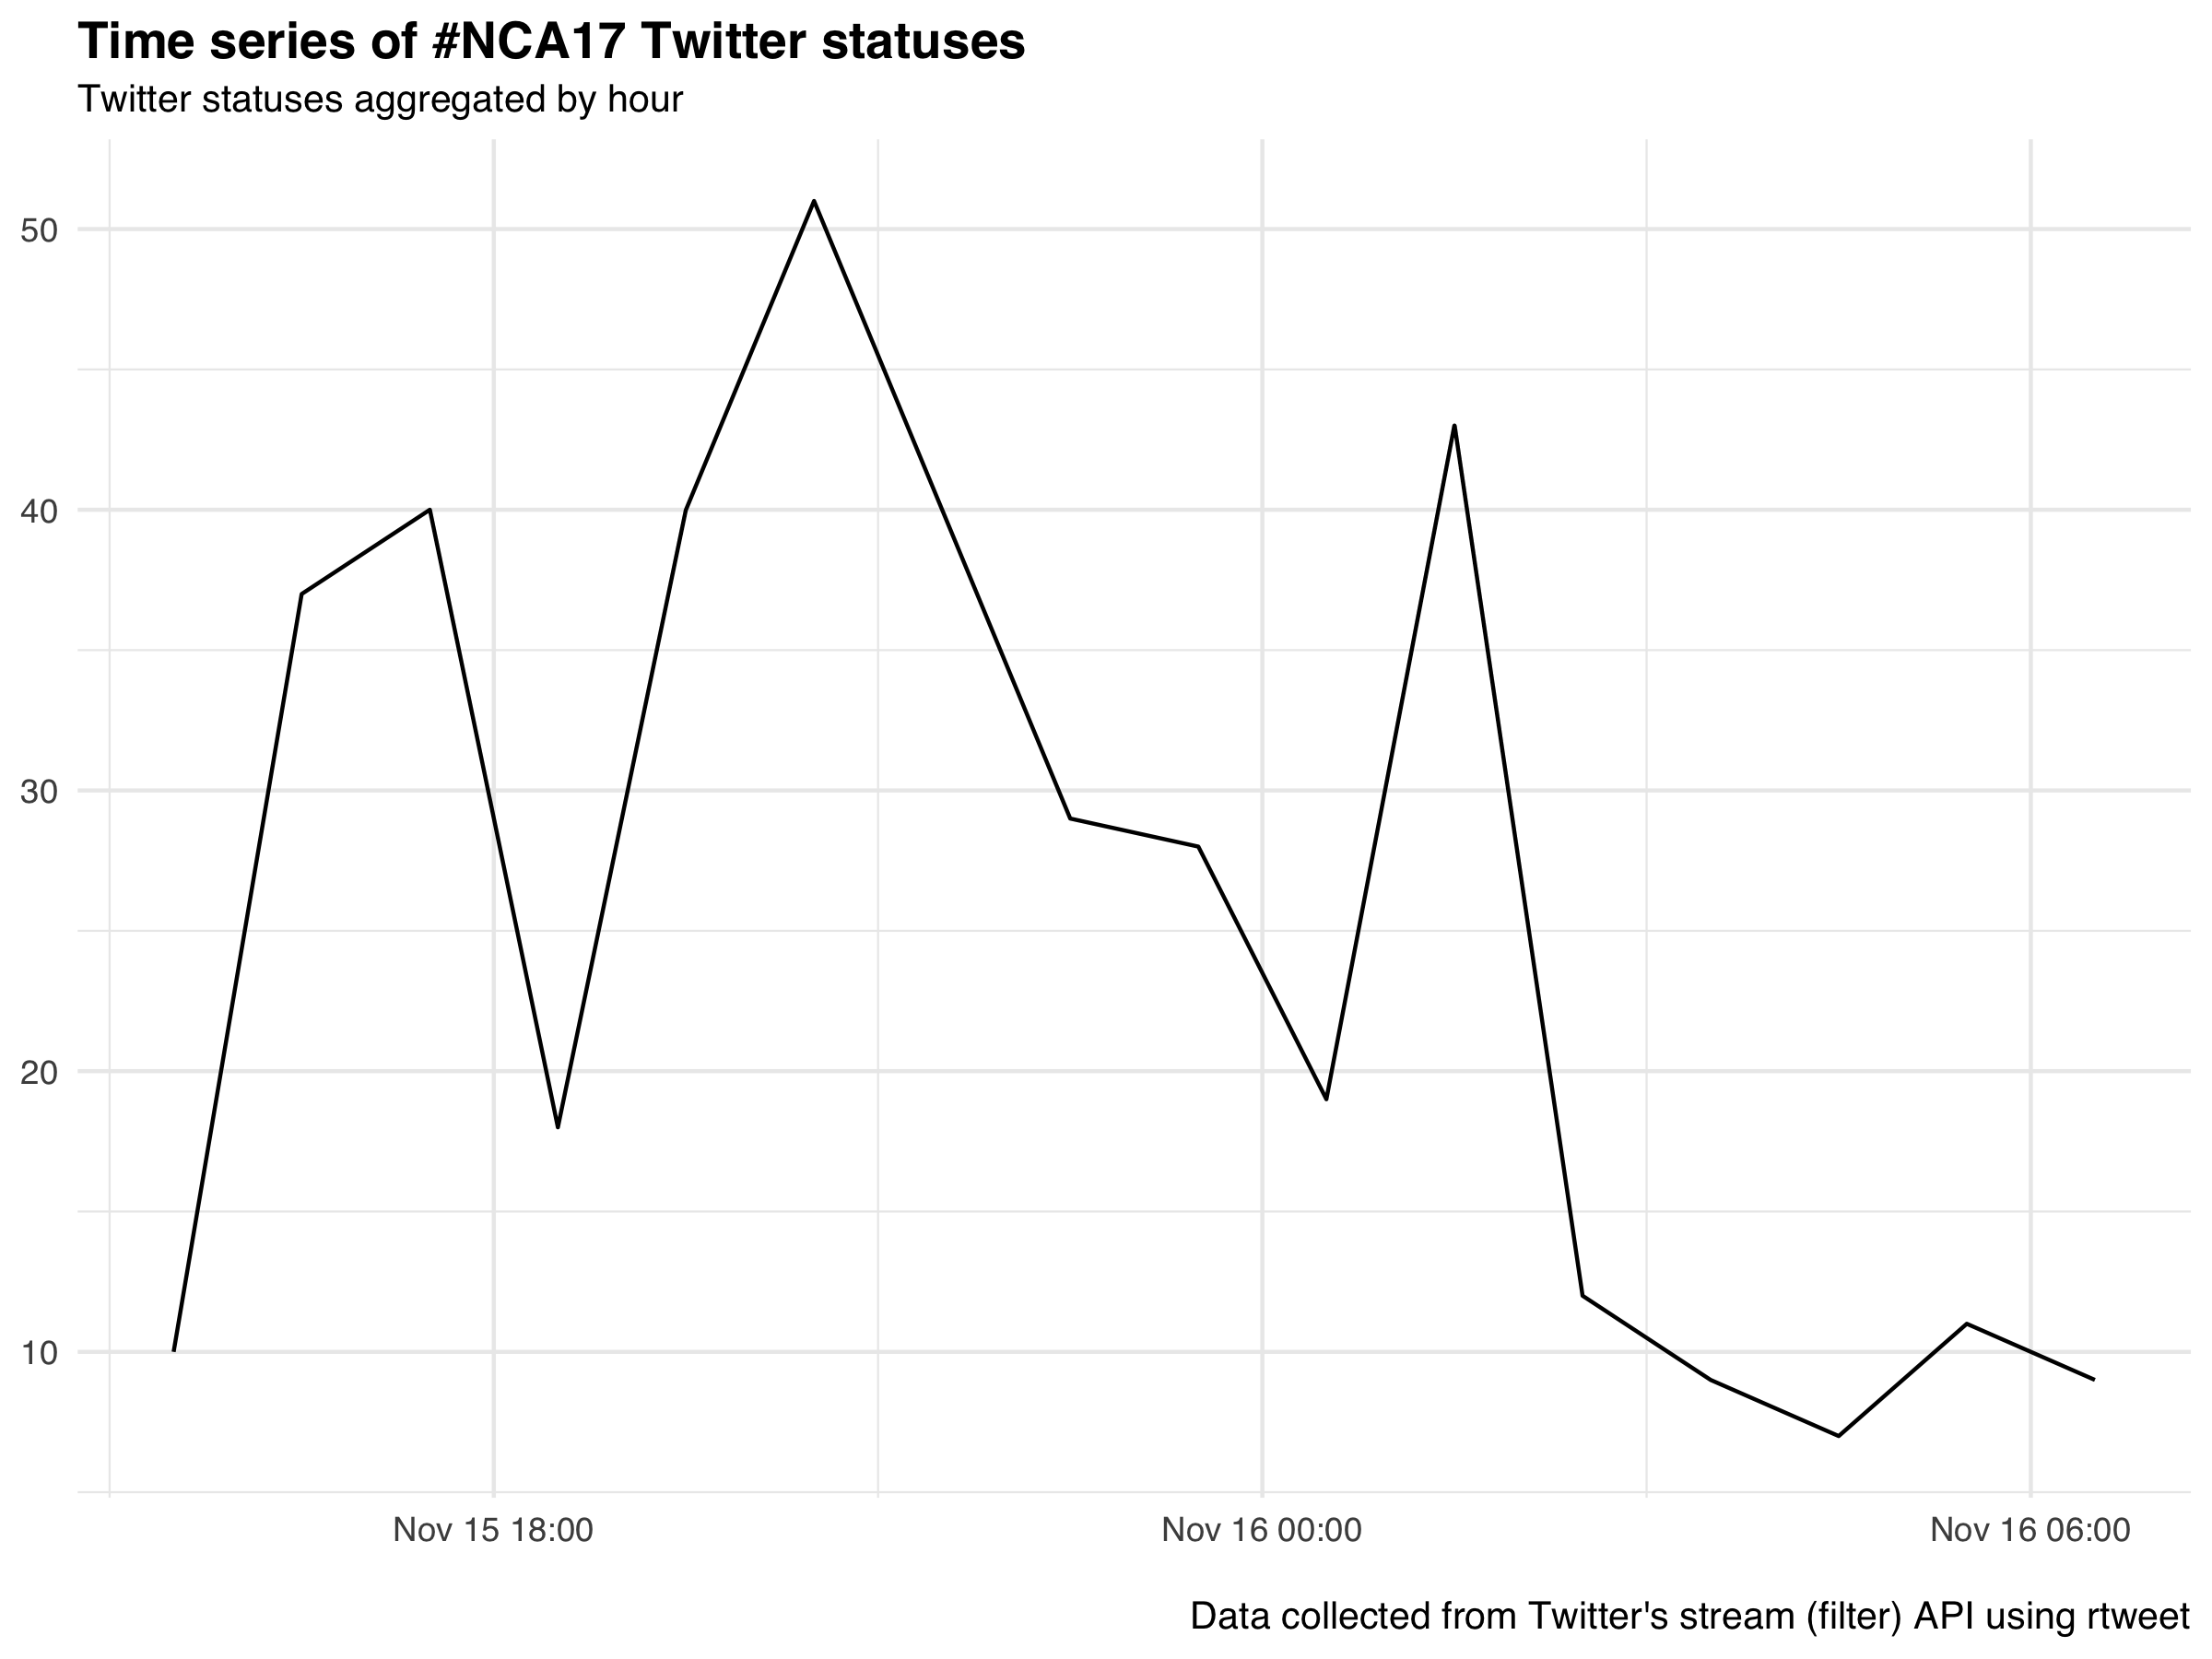 Time series of #NCA17 Twitter statuses
Twitter statuses aggregated by hour
50
40
30
20
10
Nov 15 18:00 Nov 16 00:00 Nov 16 06:00
Data collected from Twitter's stream (filter) API using rtweet